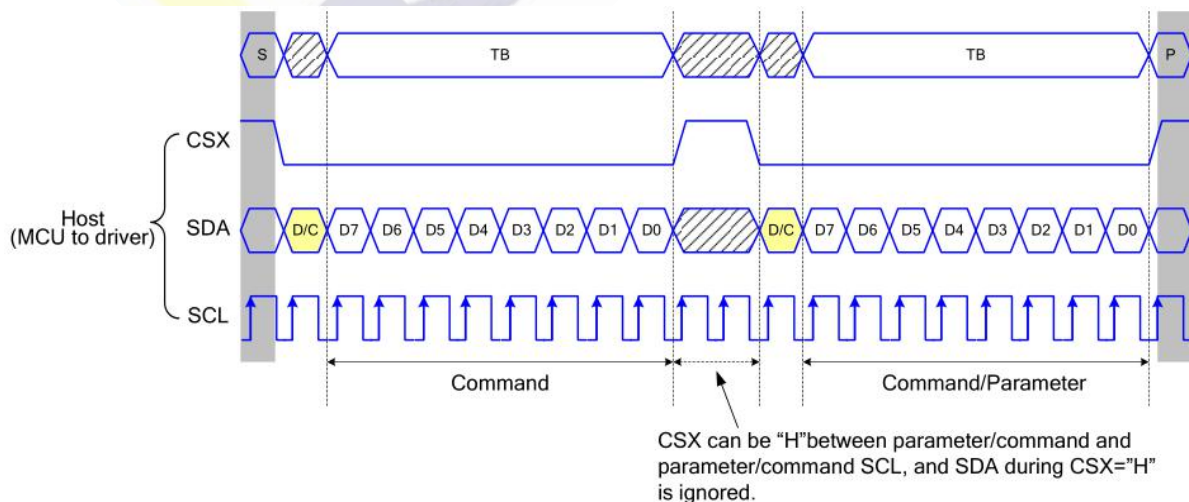 S TB TB P
CSX
Host
(MCU to driver)
SDA D/C D7 D6 D5 D4 D3 D2 D1 D0 D/C D7 D6 D5 D4 D3 D2 D1 D0
SCL
Command Command/Parameter
CSX can be “H”between parameter/command and
parameter/command SCL, and SDA during CSX=”H”
is ignored.